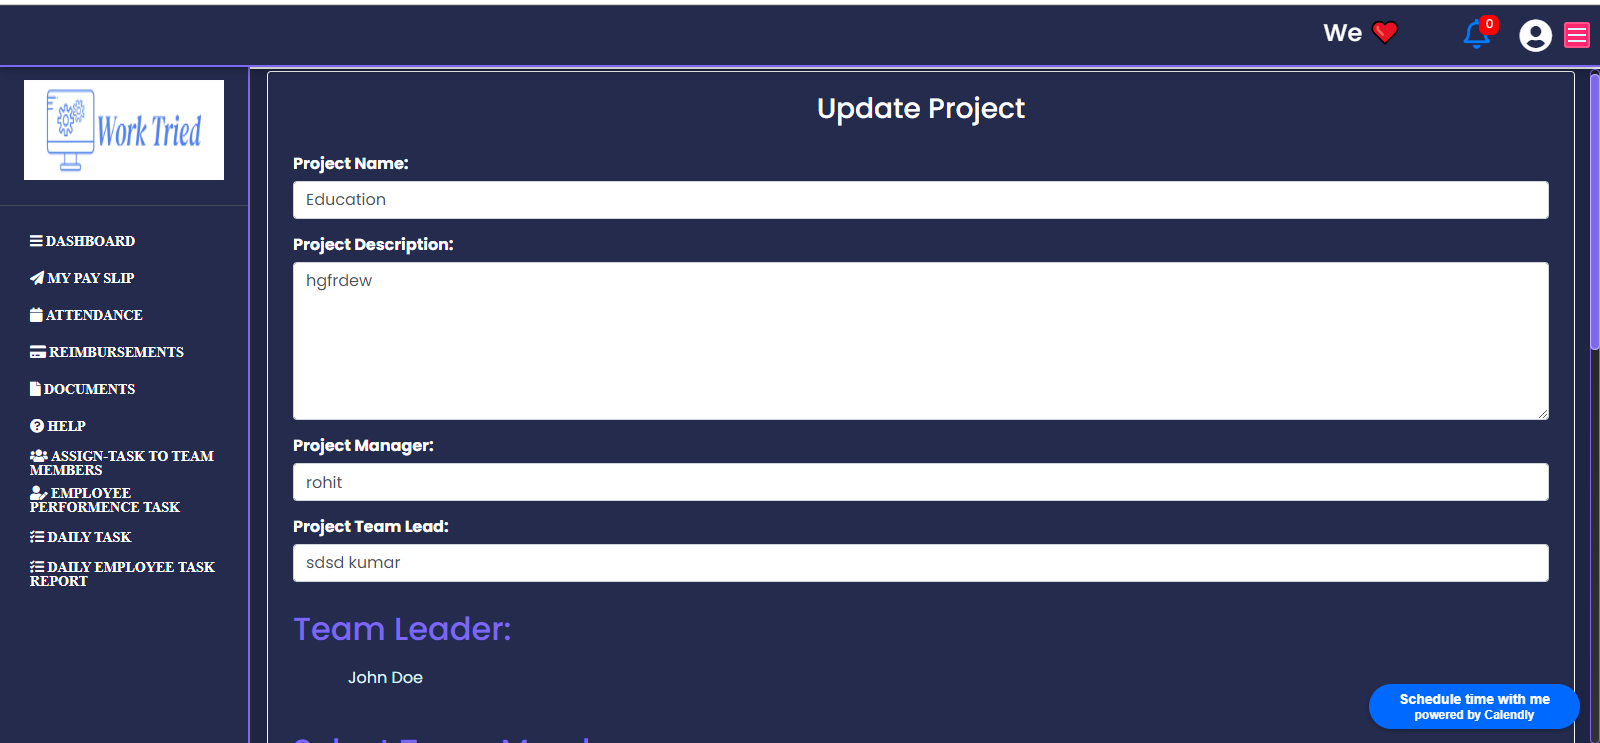 We ❤️
0
Work Tried
Update Project
Project Name:
Education
Project Description:
hgfrdew
Project Manager:
rohit
Project Team Lead:
sdsd kumar
Team Leader:
John Doe
DASHBOARD
MY PAY SLIP
ATTENDANCE
REIMBURSEMENTS
DOCUMENTS
HELP
ASSIGN-TASK TO TEAM
MEMBERS
EMPLOYEE
PERFORMENCE TASK
DAILY TASK
DAILY EMPLOYEE TASK
REPORT
Schedule time with me
powered by Calendly